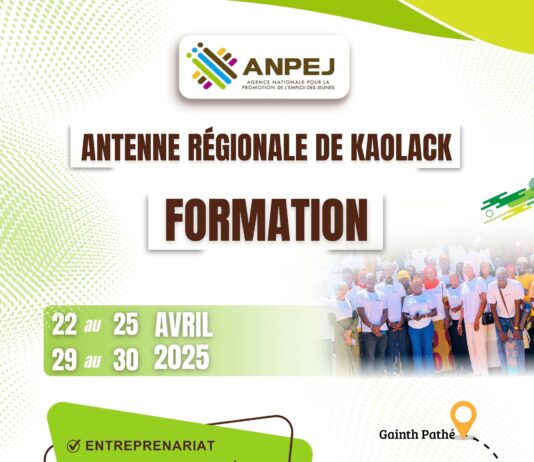 ANPEJ
AGENCE NATIONALE POUR LA
PROMOTION DE L'EMPLOI DES JEUNES
ANTENNE RÉGIONALE DE KAOLACK
FORMATION
22 au 25 AVRIL
29 au 30 2025
ENTREPRENARIAT
Gainth Pathé